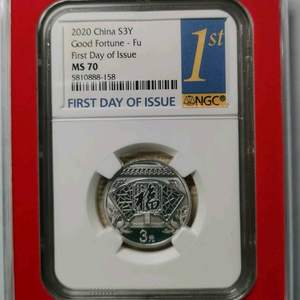 2020 China S3Y
Good Fortune - Fu
First Day of Issue
MS 70
5810888-158
1st
NGC
FIRST DAY OF ISSUE
福
3元